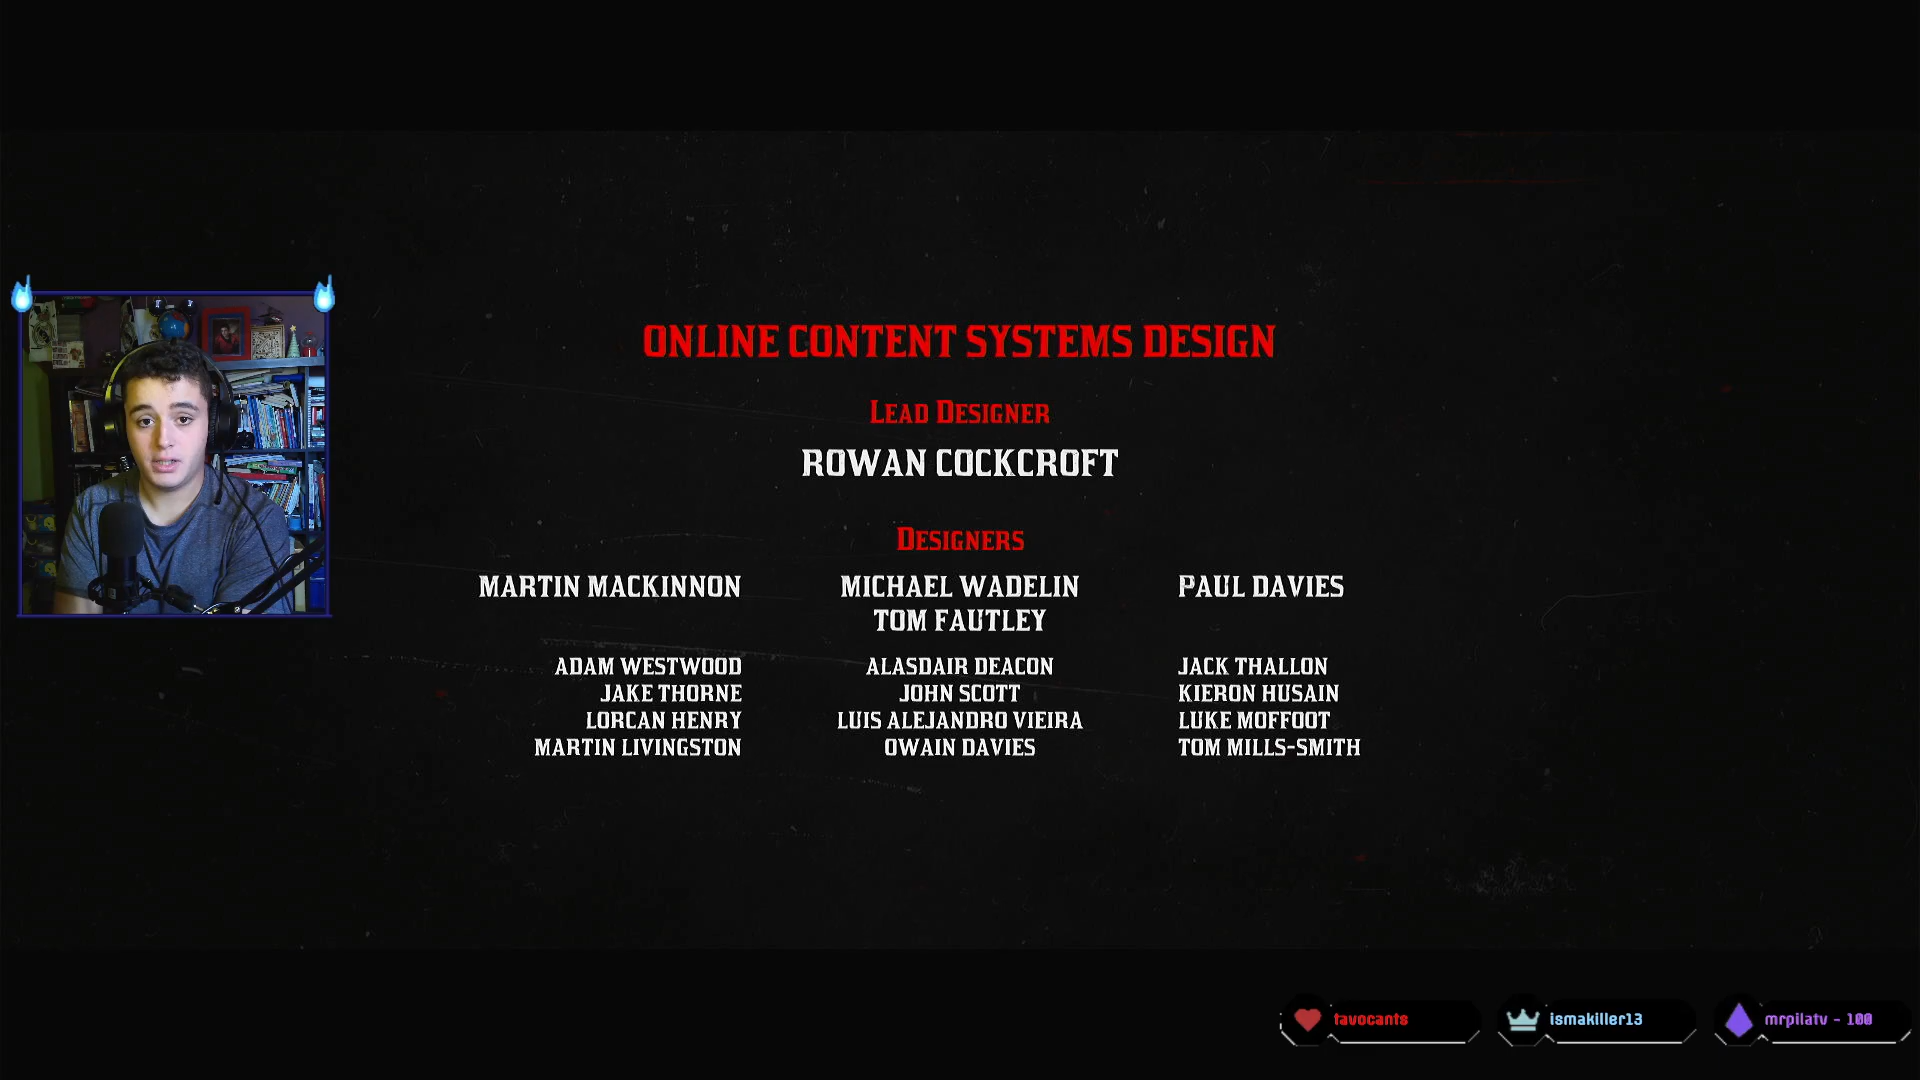 ONLINE CONTENT SYSTEMS DESIGN
LEAD DESIGNER
ROWAN COCKCROFT
DESIGNERS
MARTIN MACKINNON MICHAEL WADELIN PAUL DAVIES
TOM FAUTLEY
ADAM WESTWOOD ALASDAIR DEACON JACK THALLON
JAKE THORNE JOHN SCOTT KIERON HUSAIN
LORCAN HENRY LUIS ALEJANDRO VIEIRA LUKE MOFFOOT
MARTIN LIVINGSTON OWAIN DAVIES TOM MILLS-SMITH
tavocants ismakiller13 mrpilatv - 100